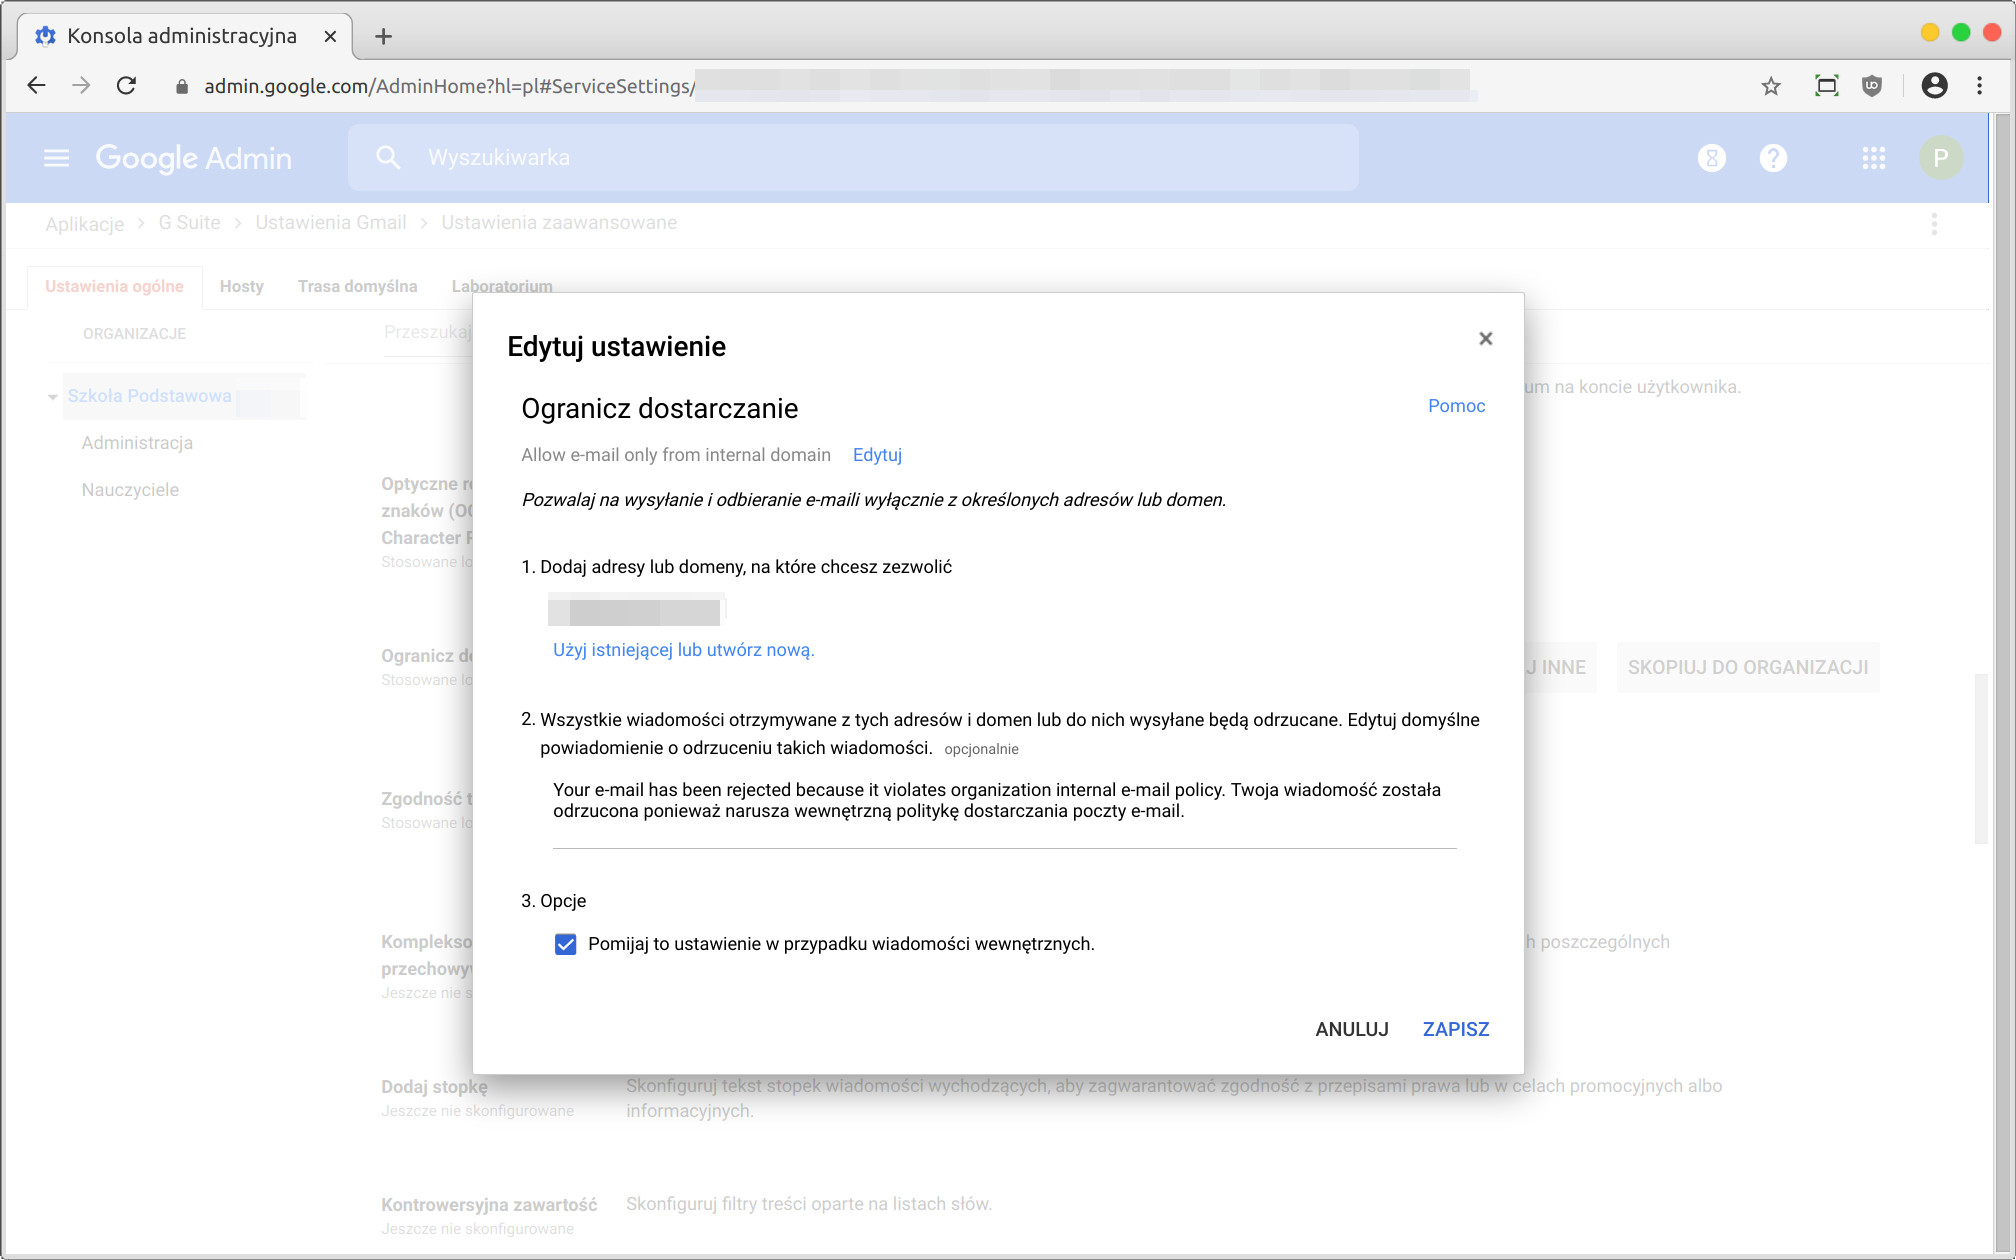 Konsola administracyjna
admin.google.com/AdminHome?hl=pl#ServiceSettings/
Google Admin
Wyszukiwarka
P
Aplikacje > G Suite > Ustawienia Gmail > Ustawienia zaawansowane
Ustawienia ogólne
Hosty
Trasa domyślna
Laboratorium
ORGANIZACJE
Przeszukaj
Szkoła Podstawowa
Administracja
Nauczyciele
um na koncie użytkownika.
Optyczne
znaków (OC
Character R
Stosowane lo
Ogranicz do
Stosowane lo
J INNE
SKOPIUJ DO ORGANIZACJI
Zgodność t
Stosowane lo
Komplekso
przechowyw
Jeszcze nie s
h poszczególnych
Dodaj stopkę
Jeszcze nie skonfigurowane
Skonfiguruj tekst stopek wiadomości wychodzących, aby zagwarantować zgodność z przepisami prawa lub w celach promocyjnych albo
informacyjnych.
Kontrowersyjna zawartość
Jeszcze nie skonfigurowane
Skonfiguruj filtry treści oparte na listach słów.
Edytuj ustawienie
Ogranicz dostarczanie
Pomoc
Allow e-mail only from internal domain Edytuj
Pozwalaj na wysyłanie i odbieranie e-maili wyłącznie z określonych adresów lub domen.
1. Dodaj adresy lub domeny, na które chcesz zezwolić
Użyj istniejącej lub utwórz nową.
2. Wszystkie wiadomości otrzymywane z tych adresów i domen lub do nich wysyłane będą odrzucane. Edytuj domyślne
powiadomienie o odrzuceniu takich wiadomości. opcjonalnie
Your e-mail has been rejected because it violates organization internal e-mail policy. Twoja wiadomość została
odrzucona ponieważ narusza wewnętrzną politykę dostarczania poczty e-mail.
3. Opcje
Pomijaj to ustawienie w przypadku wiadomości wewnętrznych.
ANULUJ
ZAPISZ